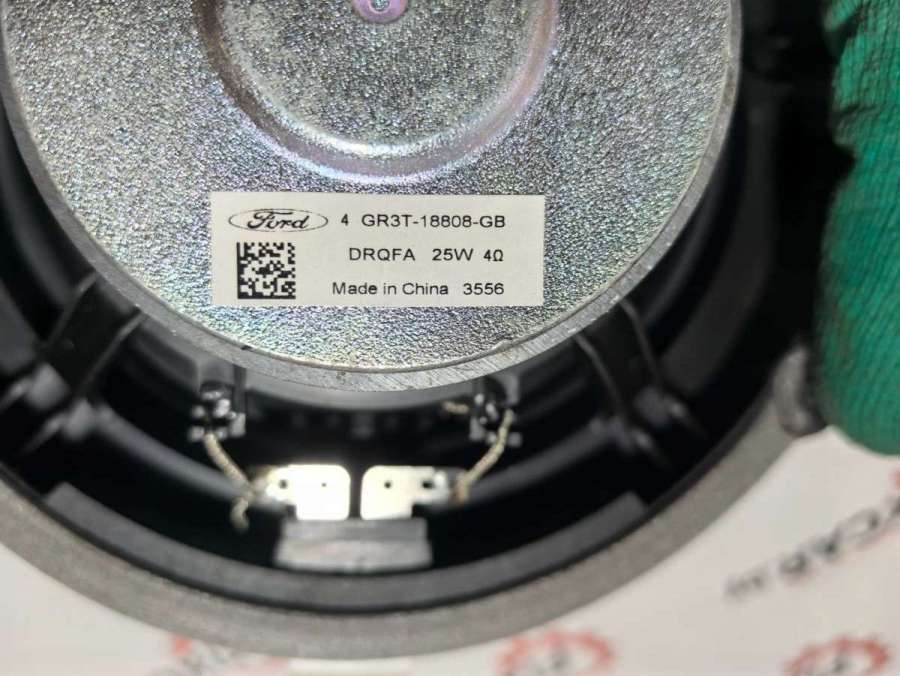 Ford 4 GR3T-18808-GB
DRQFA 25W 4Ω
Made in China 3556